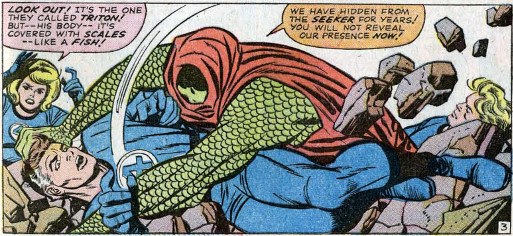 LOOK OUT! IT'S THE ONE
THEY CALLED TRITON!
BUT--HIS BODY-- IT'S
COVERED WITH SCALES
--LIKE A FISH!
WE HAVE HIDDEN FROM
THE SEEKER FOR YEARS!
YOU WILL NOT REVEAL
OUR PRESENCE NOW!
4
3